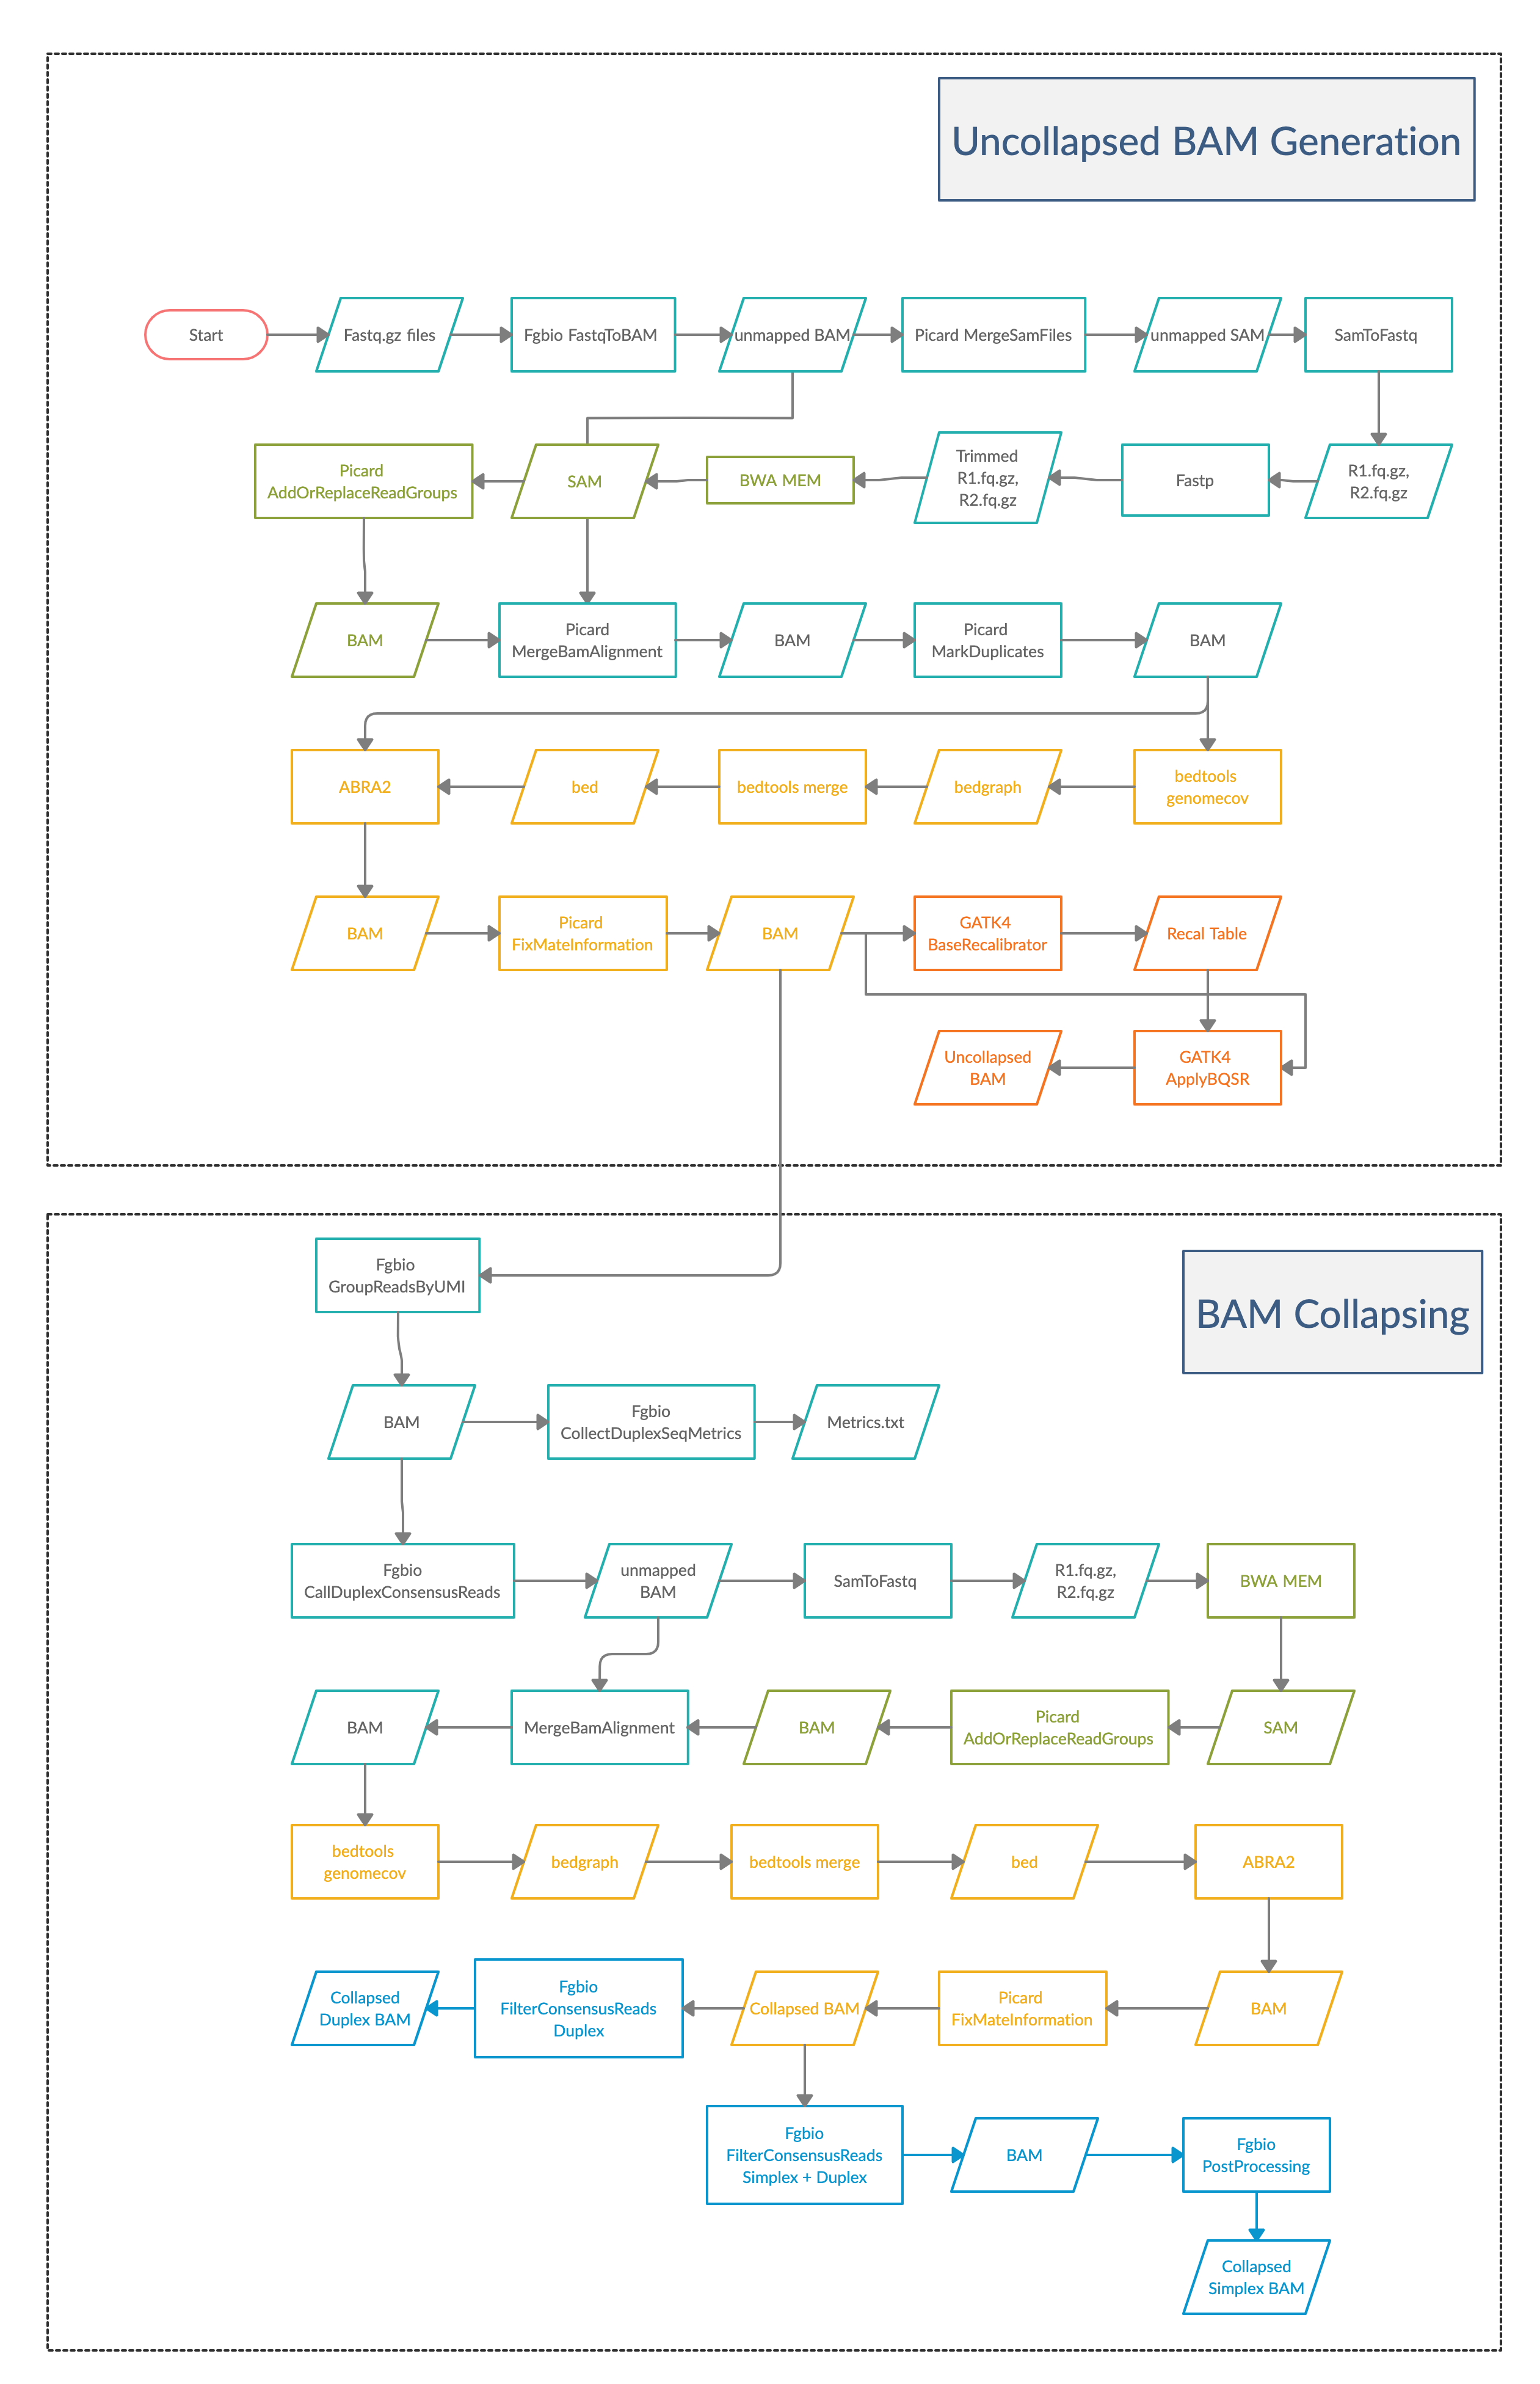 Uncollapsed BAM Generation
Start
Fastq.gz files
Fgbio FastqToBAM
unmapped BAM
Picard MergeSamFiles
unmapped SAM
SamToFastq
Picard
AddOrReplaceReadGroups
SAM
BWA MEM
Trimmed
R1.fq.gz,
R2.fq.gz
Fastp
R1.fq.gz,
R2.fq.gz
BAM
Picard
MergeBamAlignment
BAM
Picard
MarkDuplicates
BAM
ABRA2
bed
bedtools merge
bedgraph
bedtools
genomecov
BAM
Picard
FixMateInformation
BAM
GATK4
BaseRecalibrator
Recal Table
Uncollapsed
BAM
GATK4
ApplyBQSR
Fgbio
GroupReadsByUMI
BAM Collapsing
BAM
Fgbio
CollectDuplexSeqMetrics
Metrics.txt
Fgbio
CallDuplexConsensusReads
unmapped
BAM
SamToFastq
R1.fq.gz,
R2.fq.gz
BWA MEM
BAM
MergeBamAlignment
BAM
Picard
AddOrReplaceReadGroups
SAM
bedtools
genomecov
bedgraph
bedtools merge
bed
ABRA2
Collapsed
Duplex BAM
Fgbio
FilterConsensusReads
Duplex
Collapsed BAM
Picard
FixMateInformation
BAM
Fgbio
FilterConsensusReads
Simplex + Duplex
BAM
Fgbio
PostProcessing
Collapsed
Simplex BAM